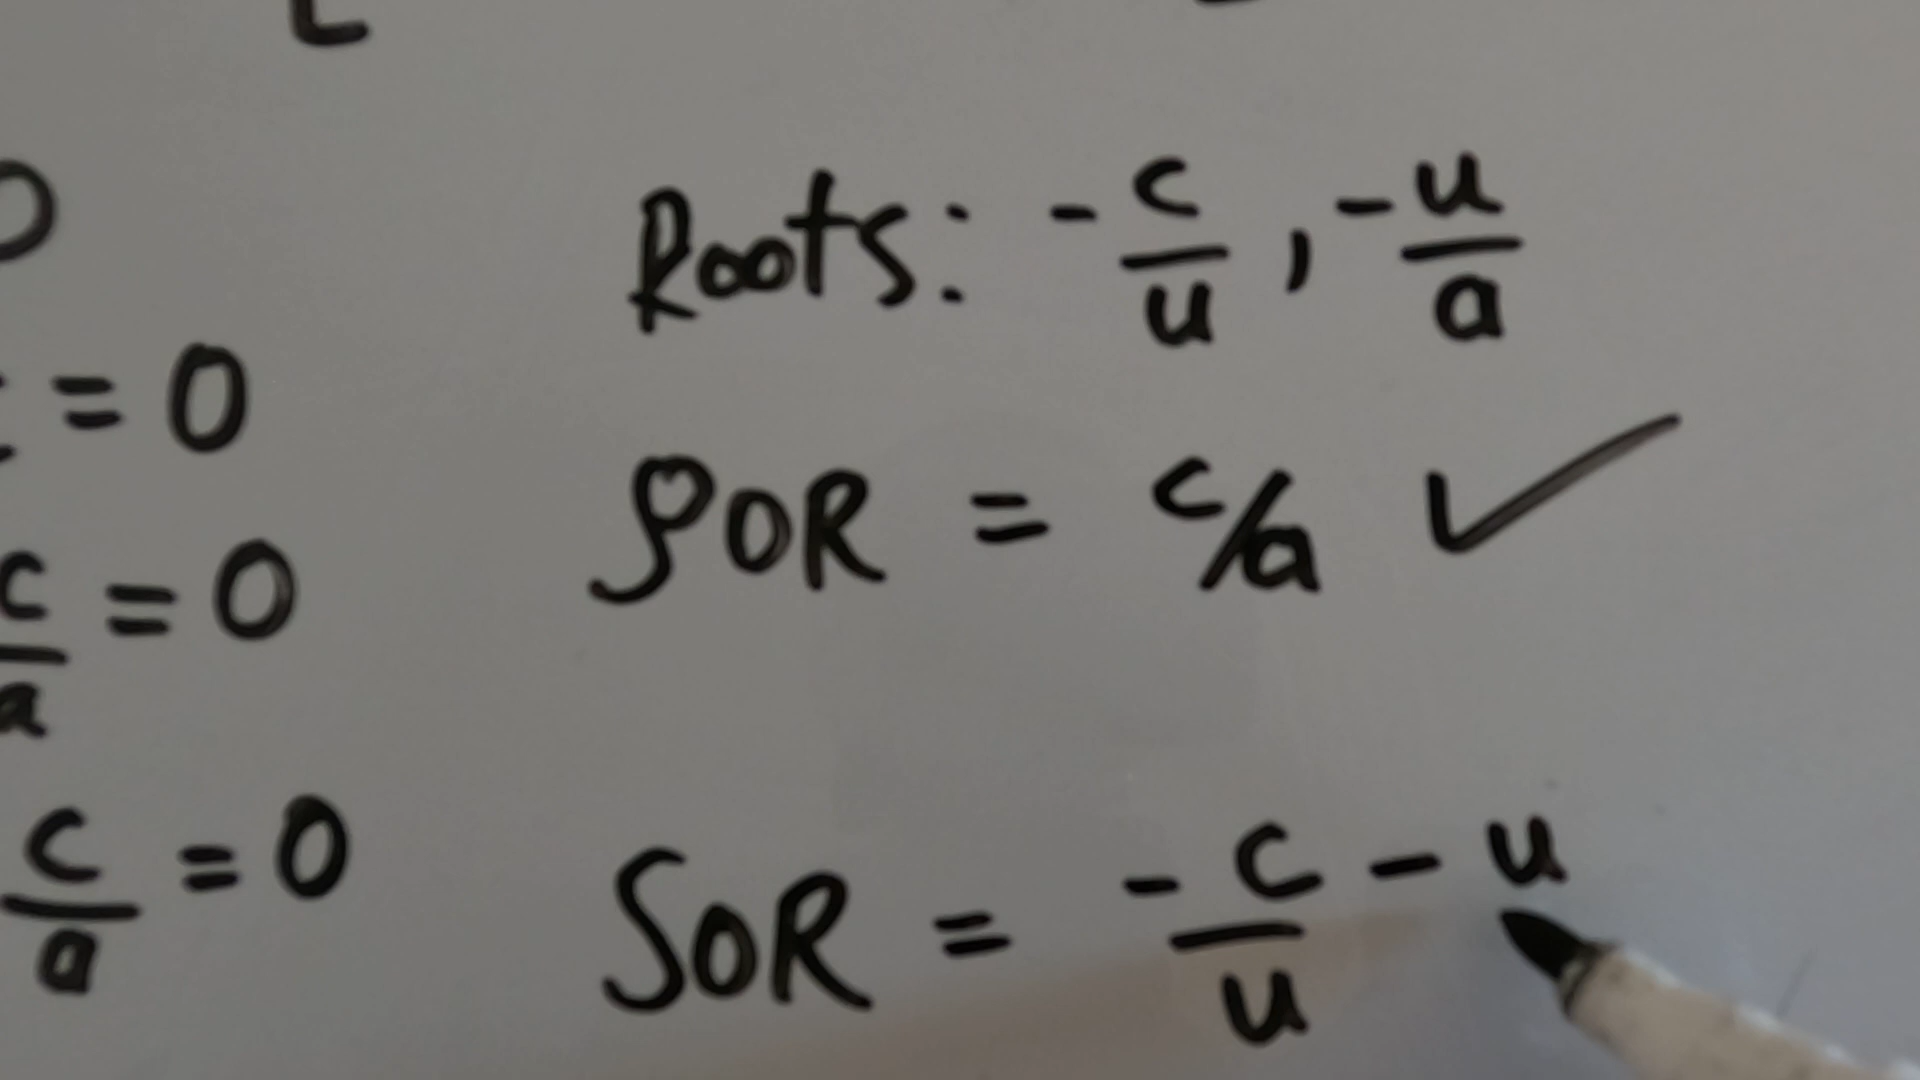 Roots: -c/u, -u/a
= 0
POR = c/a ✓
c/a = 0
c/a = 0
SOR = -c/u - u